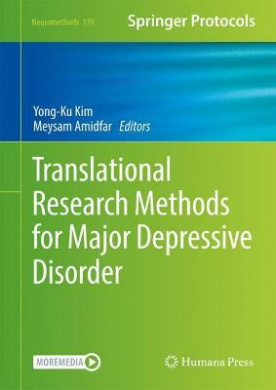 Neuromethods 179
Springer Protocols
Yong-Ku Kim
Meysam Amidfar Editors
Translational
Research Methods
for Major Depressive
Disorder
MOREMEDIA
Humana Press